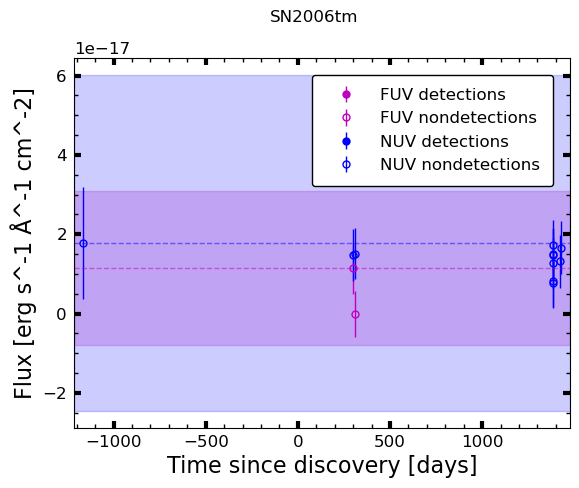 SN2006tm
1e−17
FUV detections
FUV nondetections
NUV detections
NUV nondetections
6
4
2
0
−2
−1000 −500 0 500 1000
Flux [erg s^-1 Å^-1 cm^-2]
Time since discovery [days]